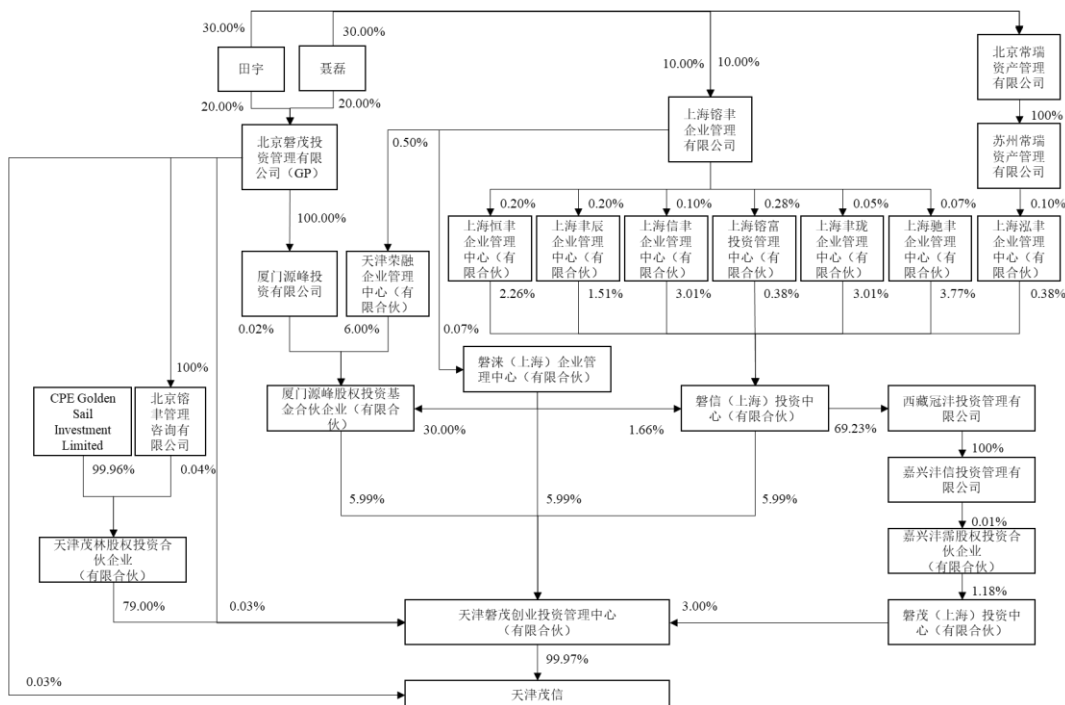 30.00%
30.00%
田宇
聂磊
10.00%
10.00%
北京常瑞
资产管理
有限公司
20.00%
20.00%
上海镕聿
企业管理
有限公司
100%
北京磐茂投
资管理有限
公司（GP）
0.50%
苏州常瑞
资产管理
有限公司
100.00%
0.20%
0.20%
0.10%
0.28%
0.05%
0.07%
0.10%
上海恒聿
企业管理
中心（有
限合伙）
上海聿辰
企业管理
中心（有
限合伙）
上海信聿
企业管理
中心（有
限合伙）
上海镕富
投资管理
中心（有
限合伙）
上海聿珑
企业管理
中心（有
限合伙）
上海驰聿
企业管理
中心（有
限合伙）
上海泓聿
企业管理
中心（有
限合伙）
厦门源峰投
资有限公司
天津荣融
企业管理
中心（有
限合伙）
2.26%
1.51%
3.01%
0.38%
3.01%
3.77%
0.38%
0.02%
6.00%
0.07%
磐涞（上海）企业管
理中心（有限合伙）
100%
CPE Golden
Sail
Investment
Limited
北京镕
聿管理
咨询有
限公司
厦门源峰股权投资基
金合伙企业（有限合
伙）
30.00%
1.66%
磐信（上海）投资中
心（有限合伙）
69.23%
西藏冠沣投资管理有
限公司
99.96%
0.04%
100%
嘉兴沣信投资管理有
限公司
5.99%
5.99%
5.99%
0.01%
天津茂林股权投资合
伙企业
（有限合伙）
嘉兴沣霈股权投资合
伙企业
（有限合伙）
1.18%
79.00%
0.03%
天津磐茂创业投资管理中心
（有限合伙）
3.00%
磐茂（上海）投资中
心（有限合伙）
99.97%
0.03%
天津茂信